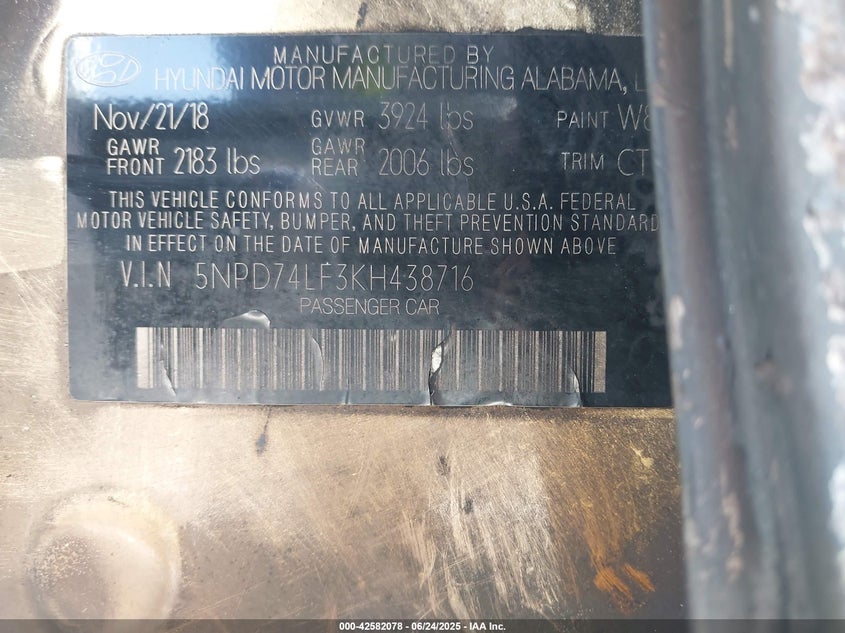 MANUFACTURED BY
HYUNDAI MOTOR MANUFACTURING ALABAMA,
Nov/21/18 GVWR 3924 lbs PAINT W8
GAWR FRONT 2183 lbs GAWR REAR 2006 lbs TRIM CT
THIS VEHICLE CONFORMS TO ALL APPLICABLE U.S.A. FEDERAL
MOTOR VEHICLE SAFETY, BUMPER, AND THEFT PREVENTION STANDARD
IN EFFECT ON THE DATE OF MANUFACTURE SHOWN ABOVE
V.I.N 5NPD74LF3KH438716
PASSENGER CAR
000-42582078 - 06/24/2025 - IAA Inc.